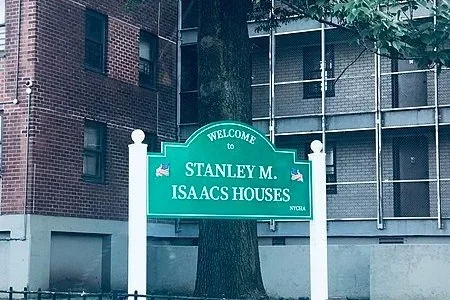 WELCOME
to
STANLEY M.
ISAACS HOUSES
NYCHA